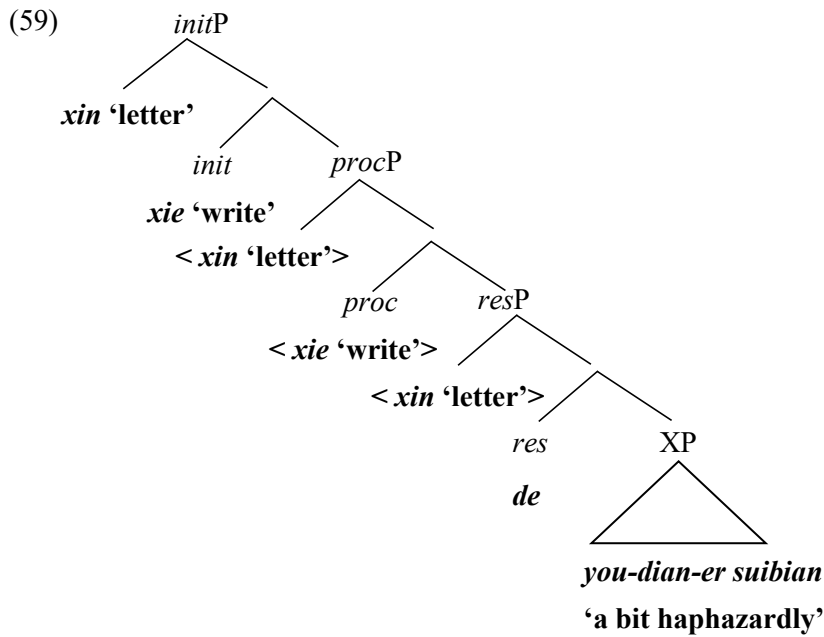 (59)
initP
xin ‘letter’
init procP
xie ‘write’
< xin ‘letter’>
proc resP
< xie ‘write’>
< xin ‘letter’>
res XP
de
you-dian-er suibian
‘a bit haphazardly’